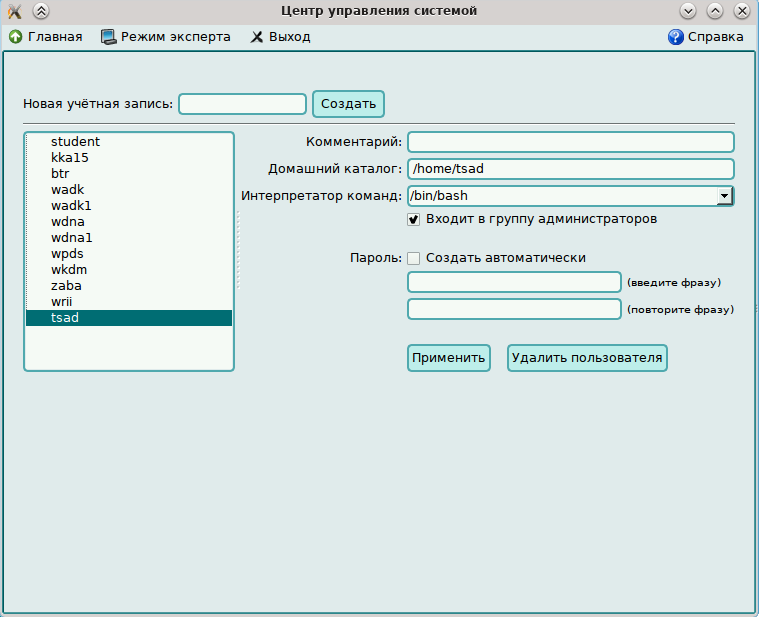 Центр управления системой
Главная Режим эксперта Выход Справка
Новая учётная запись: Создать
student
kka15
btr
wadk
wadk1
wdna
wdna1
wpds
wkdm
zaba
wrii
tsad
Комментарий:
Домашний каталог: /home/tsad
Интерпретатор команд: /bin/bash
Входит в группу администраторов
Пароль: Создать автоматически
(введите фразу)
(повторите фразу)
Применить Удалить пользователя